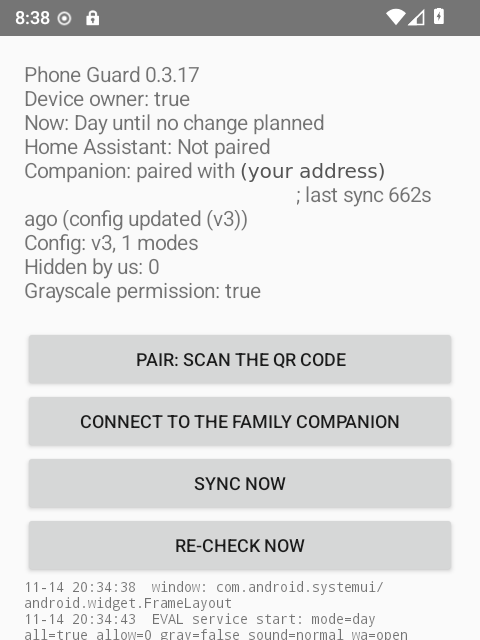 8:38
Phone Guard 0.3.17
Device owner: true
Now: Day until no change planned
Home Assistant: Not paired
Companion: paired with (your address)
; last sync 662s
ago (config updated (v3))
Config: v3, 1 modes
Hidden by us: 0
Grayscale permission: true
PAIR: SCAN THE QR CODE
CONNECT TO THE FAMILY COMPANION
SYNC NOW
RE-CHECK NOW
11-14 20:34:38  window: com.android.systemui/
android.widget.FrameLayout
11-14 20:34:43  EVAL service start: mode=day
all=true allow=0 gray=false sound=normal wa=open